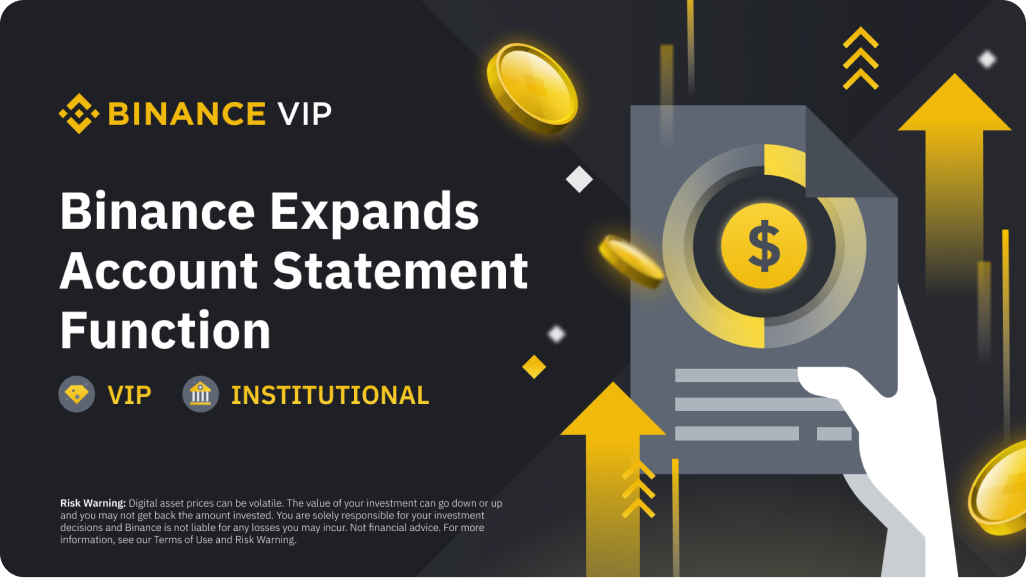 BINANCE VIP
Binance Expands
Account Statement
Function
VIP INSTITUTIONAL
Risk Warning: Digital asset prices can be volatile. The value of your investment can go down or up
and you may not get back the amount invested. You are solely responsible for your investment
decisions and Binance is not liable for any losses you may incur. Not financial advice. For more
information, see our Terms of Use and Risk Warning.
$